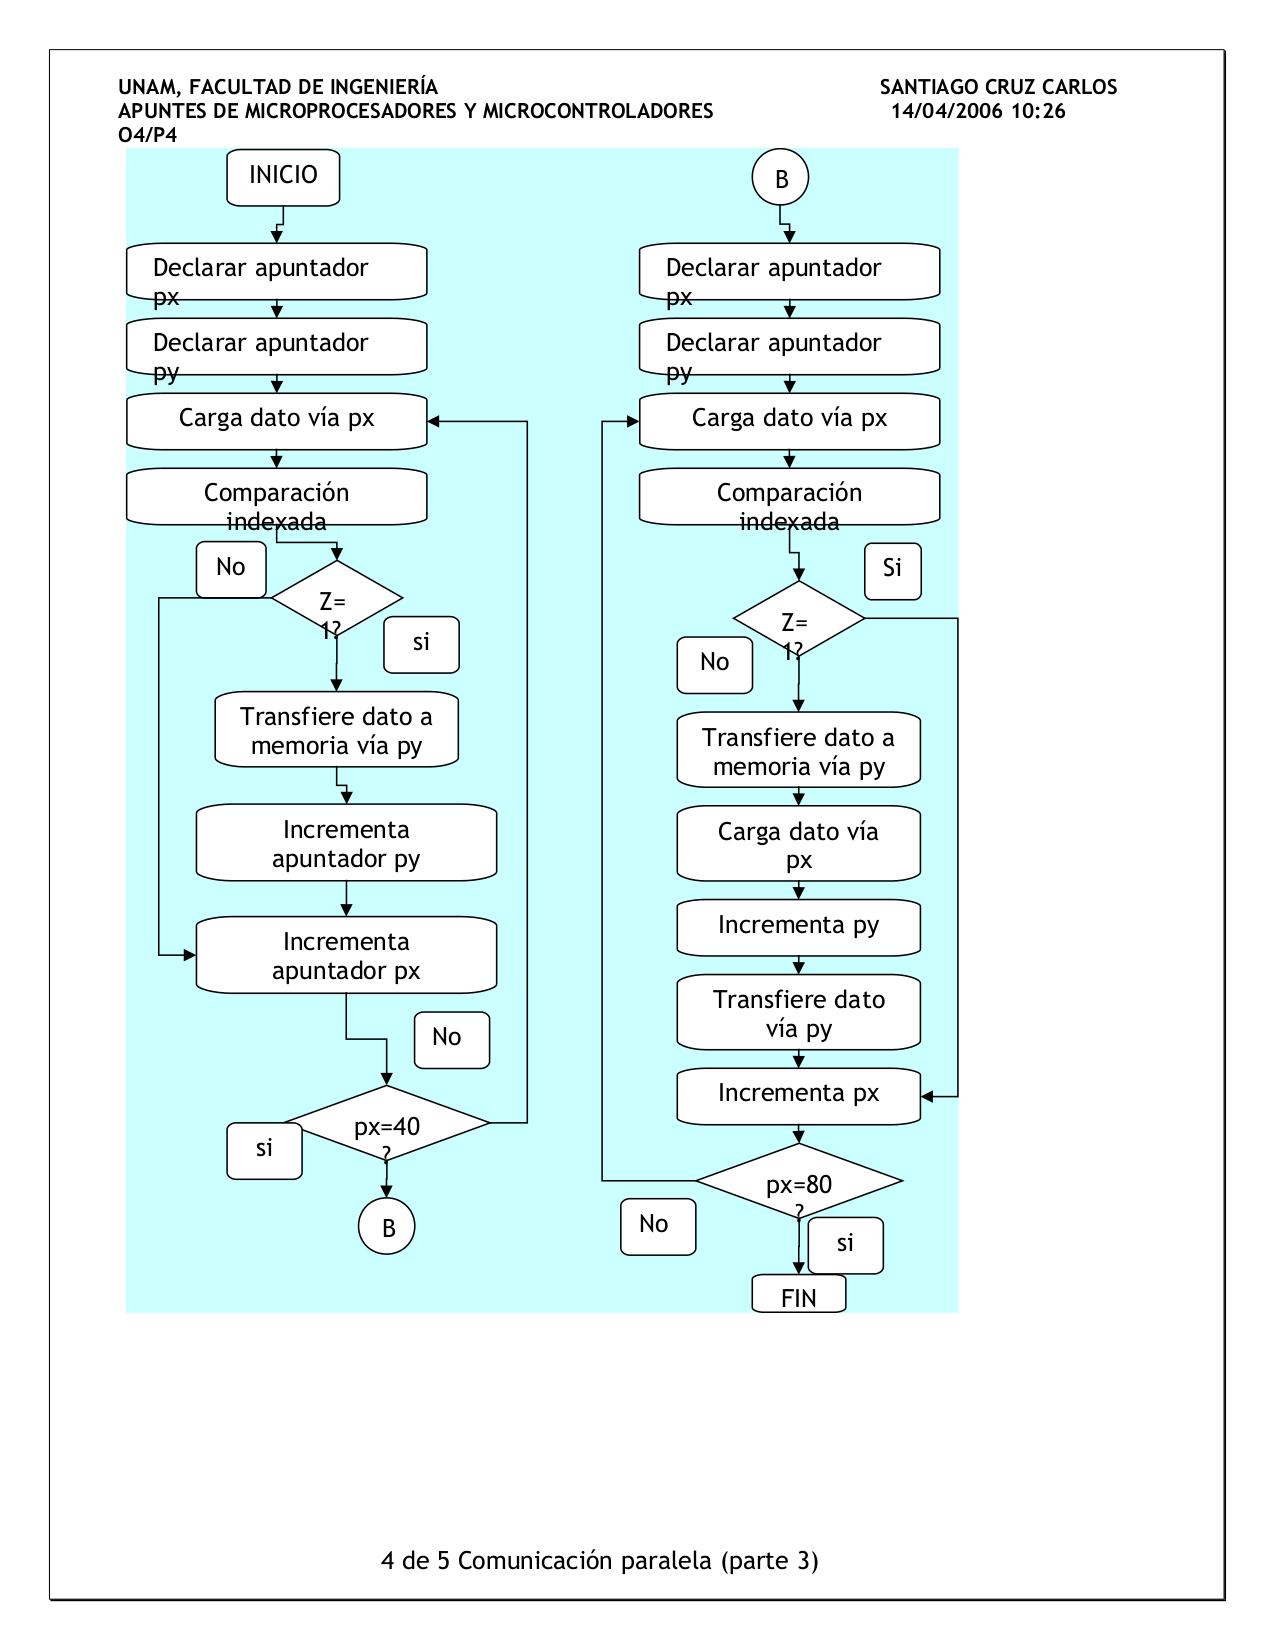 UNAM, FACULTAD DE INGENIERÍA SANTIAGO CRUZ CARLOS
APUNTES DE MICROPROCESADORES Y MICROCONTROLADORES 14/04/2006 10:26
O4/P4
INICIO
Declarar apuntador
px
Declarar apuntador
py
Carga dato vía px
Comparación
indexada
No
Z=
1?
si
Transfiere dato a
memoria vía py
Incrementa
apuntador py
Incrementa
apuntador px
No
px=40
?
si
B
B
Declarar apuntador
px
Declarar apuntador
py
Carga dato vía px
Comparación
indexada
Si
Z=
1?
No
Transfiere dato a
memoria vía py
Carga dato vía
px
Incrementa py
Transfiere dato
vía py
Incrementa px
px=80
?
No
si
FIN
4 de 5 Comunicación paralela (parte 3)